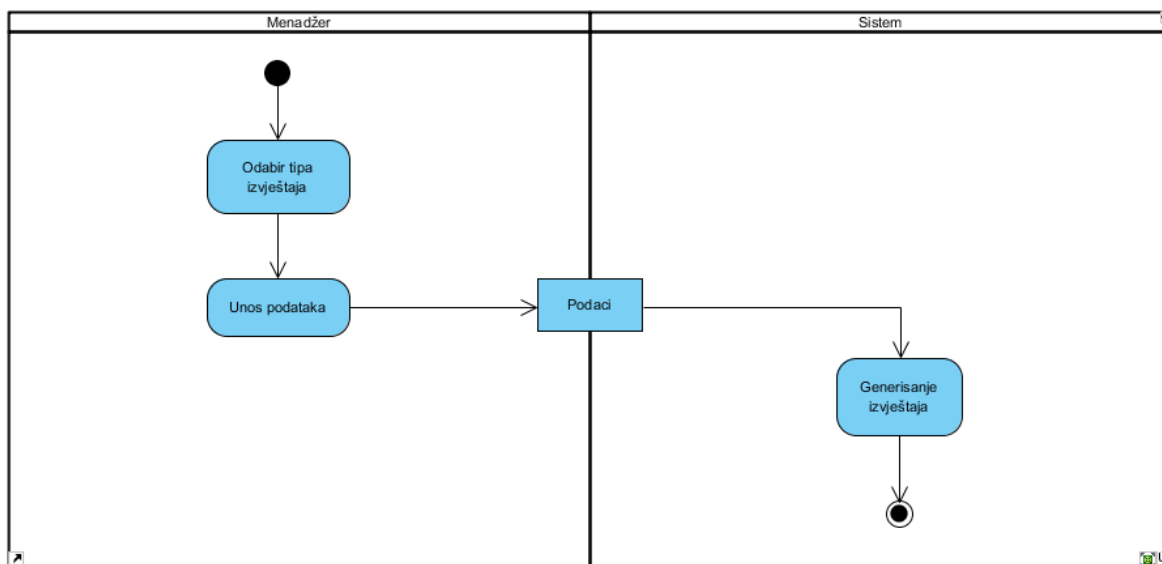 Menadžer
Sistem
Odabir tipa
izvještaja
Unos podataka
Podaci
Generisanje
izvještaja